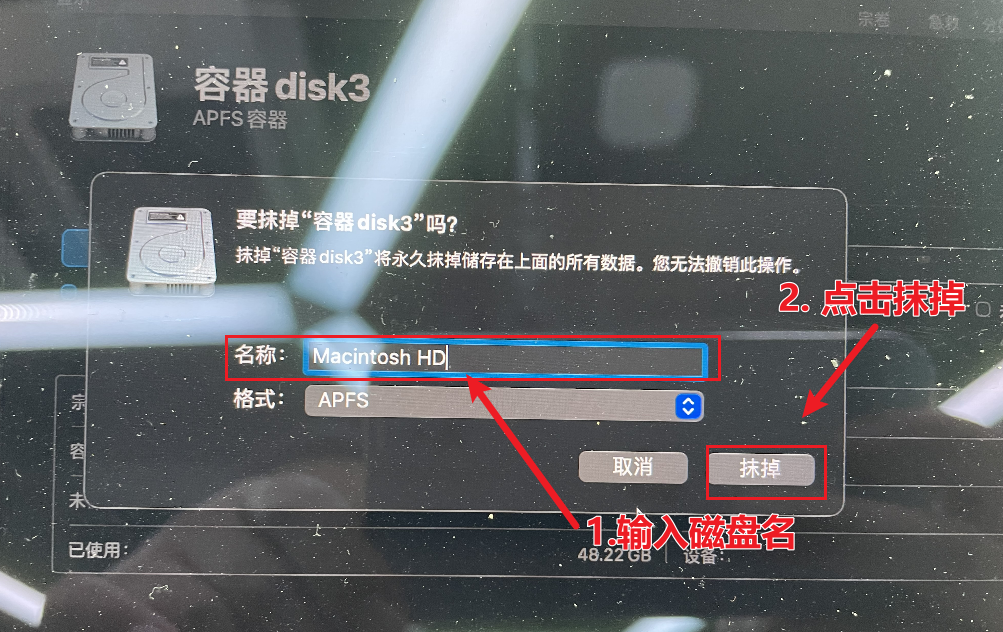 宗卷
急救
容器 disk3
APFS 容器
要抹掉“容器 disk3”吗?
抹掉“容器 disk3”将永久抹掉储存在上面的所有数据。您无法撤销此操作。
2. 点击抹掉
名称: Macintosh HD
格式: APFS
宗
容
取消 抹掉
未
1.输入磁盘名
已使用: 48.22 GB 设备: